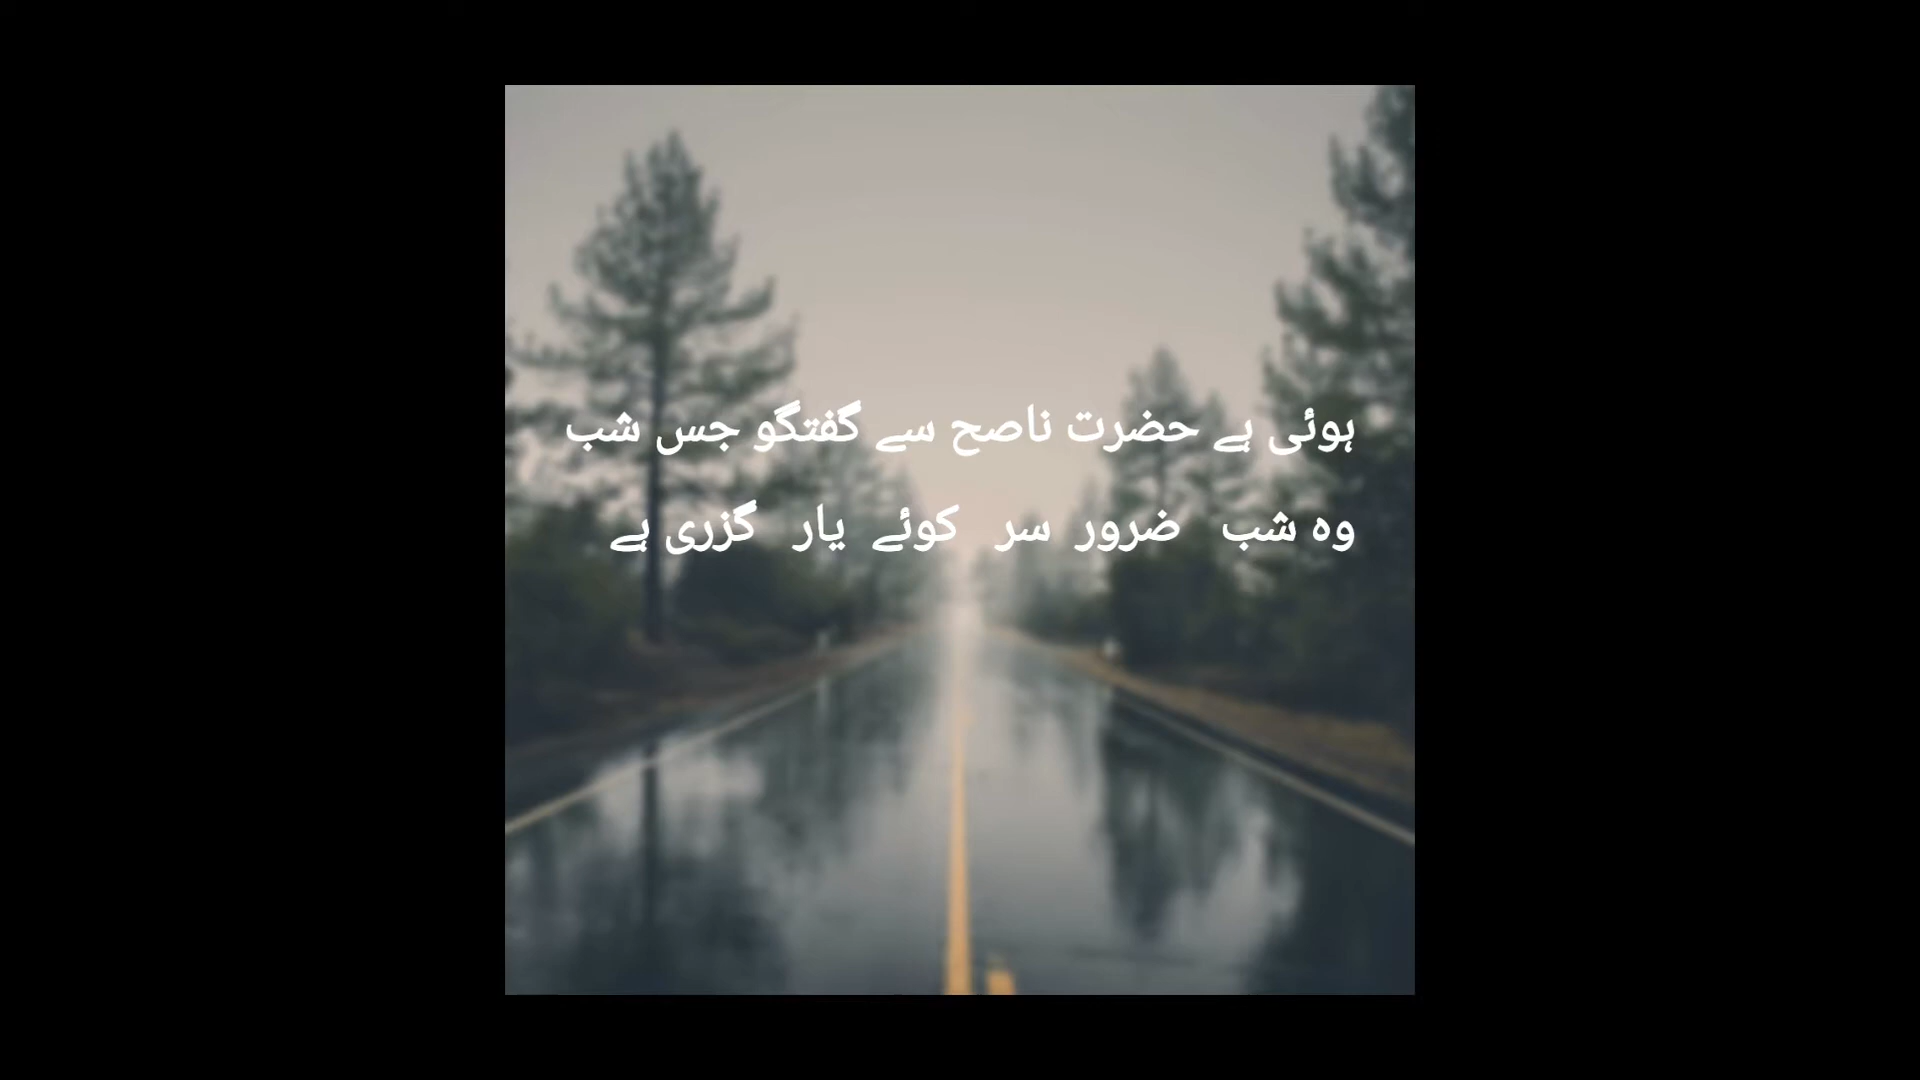 ہوئی ہے حضرت ناصح سے گفتگو جس شب
وہ شب ضرور سر کوئے یار گزری ہے